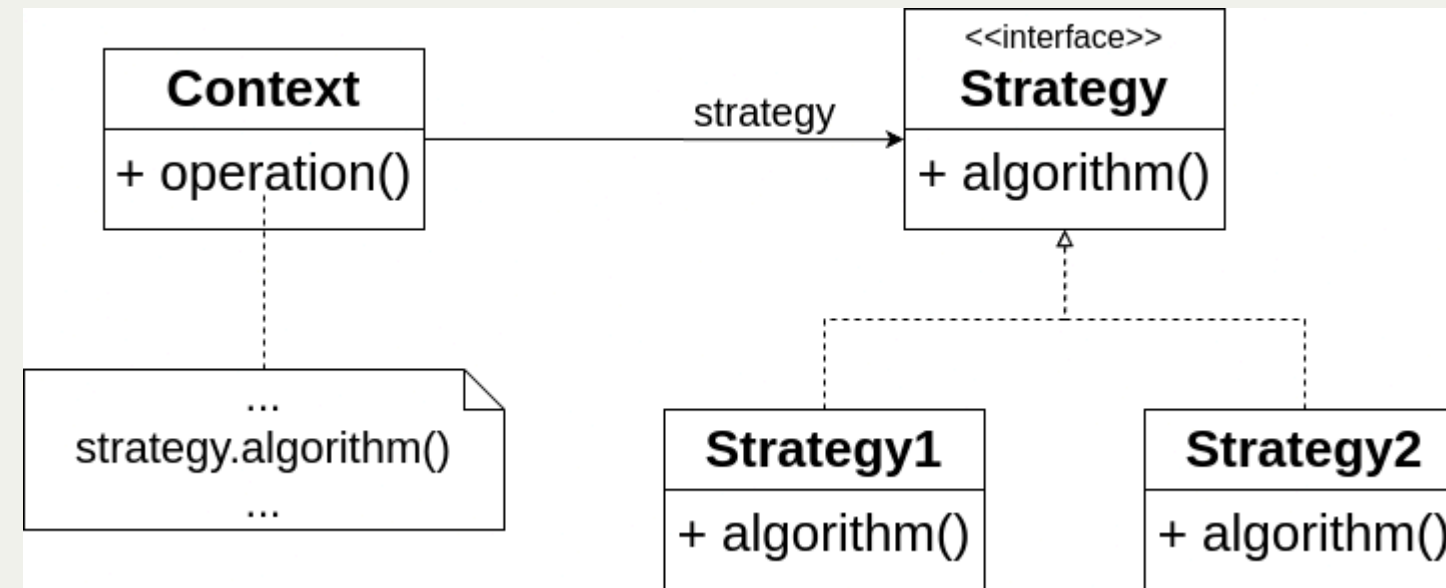 Context
+ operation()
strategy
<<interface>>
Strategy
+ algorithm()
...
strategy.algorithm()
...
Strategy1
+ algorithm()
Strategy2
+ algorithm()